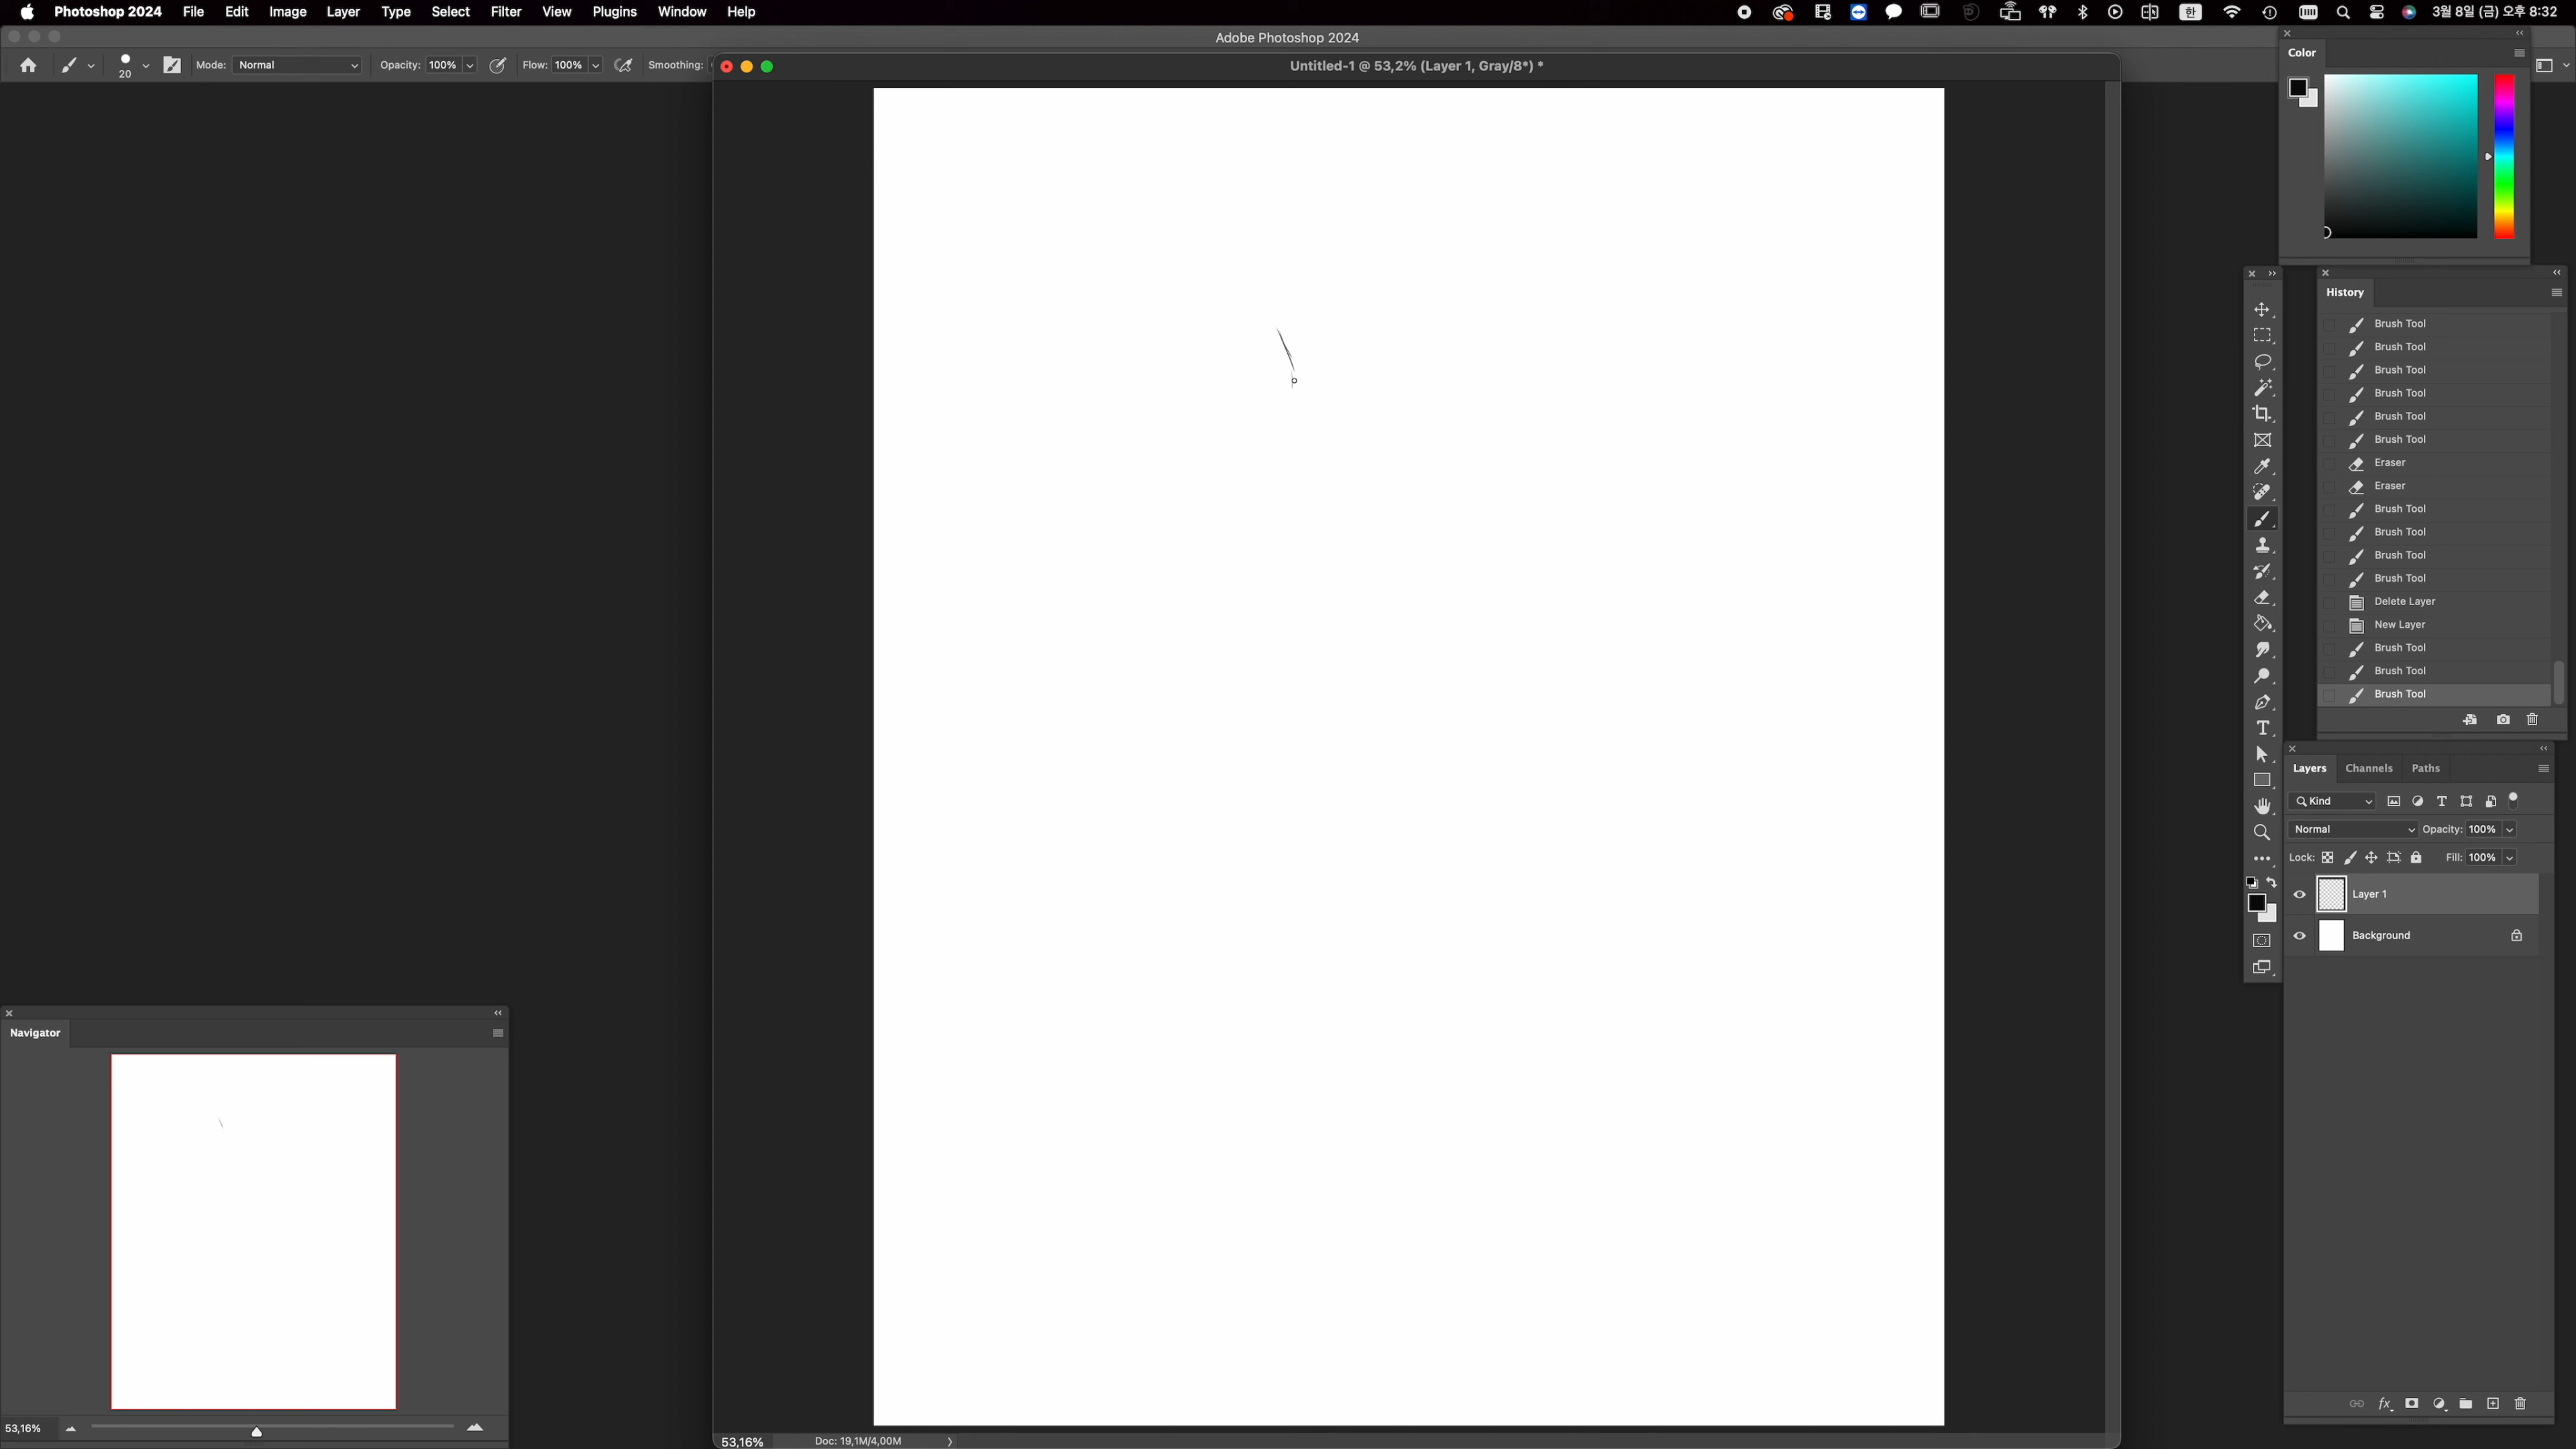 Photoshop 2024 File Edit Image Layer Type Select Filter View Plugins Window Help 한 3월 8일 (금) 오후 8:32
Adobe Photoshop 2024
20 Mode: Normal Opacity: 100% Flow: 100% Smoothing:
Untitled-1 @ 53,2% (Layer 1, Gray/8*) *
Color
History
Brush Tool
Brush Tool
Brush Tool
Brush Tool
Brush Tool
Brush Tool
Eraser
Eraser
Brush Tool
Brush Tool
Brush Tool
Brush Tool
Delete Layer
New Layer
Brush Tool
Brush Tool
Brush Tool
Layers Channels Paths
Kind
Normal Opacity: 100%
Lock: Fill: 100%
Layer 1
Background
fx
Navigator
53,16%
53,16% Doc: 19,1M/4,00M